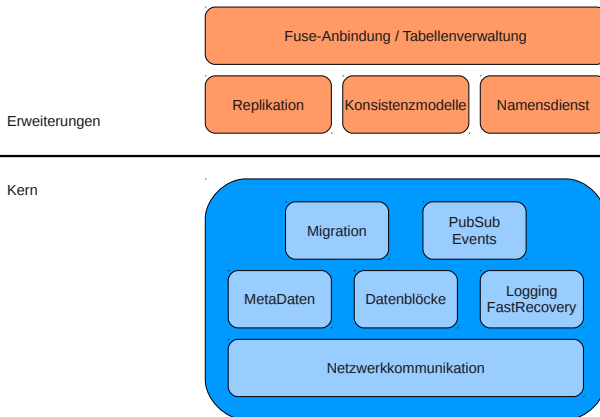 Fuse-Anbindung / Tabellenverwaltung
Replikation
Konsistenzmodelle
Namensdienst
Erweiterungen
Kern
Migration
PubSub
Events
MetaDaten
Datenblöcke
Logging
FastRecovery
Netzwerkkommunikation